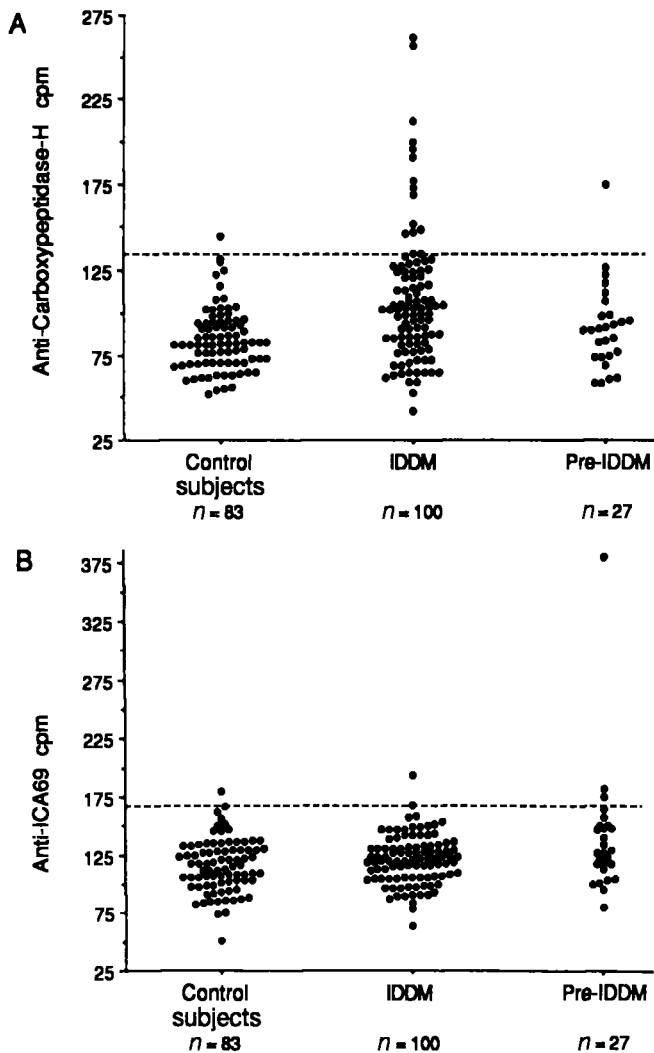 A
Anti-Carboxypeptidase-H cpm
275
225
175
125
75
25
Control subjects
IDDM
Pre-IDDM
n = 83
n = 100
n = 27
B
Anti-ICA69 cpm
375
325
275
225
175
125
75
25
Control subjects
IDDM
Pre-IDDM
n = 83
n = 100
n = 27